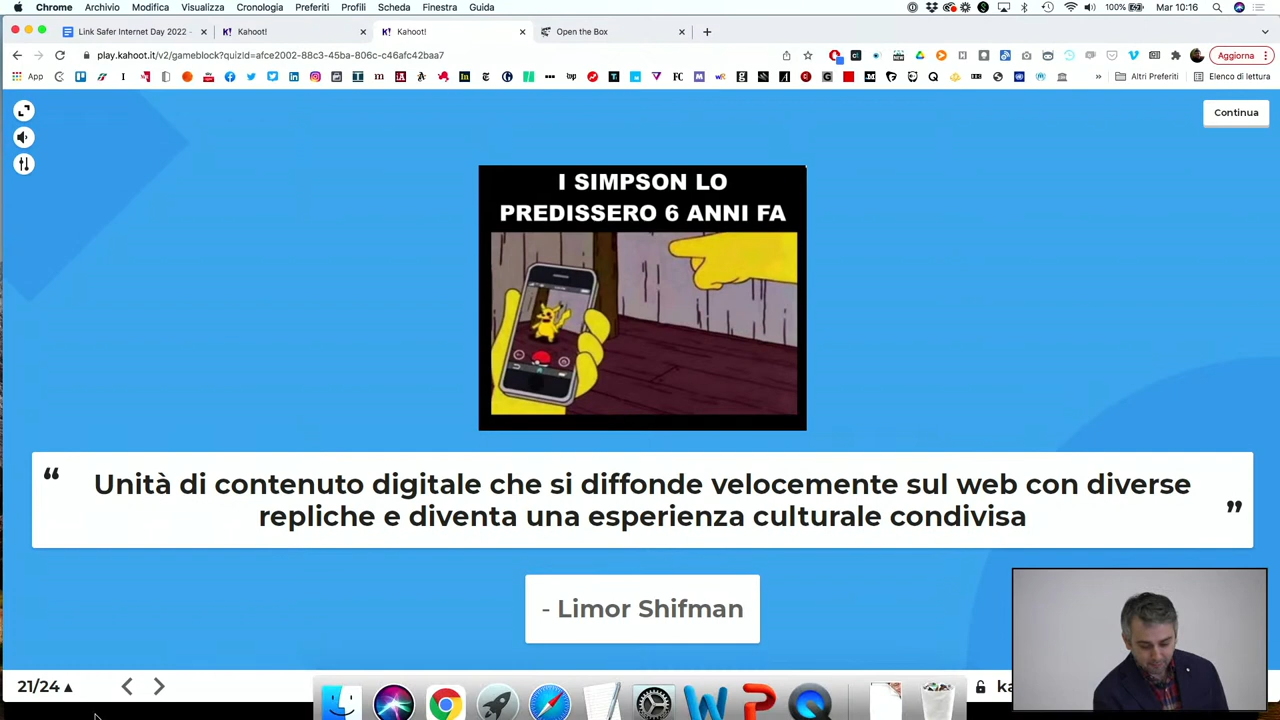 Chrome Archivio Modifica Visualizza Cronologia Preferiti Profili Scheda Finestra Guida 100% Mar 10:16
Link Safer Internet Day 2022 - Kahoot! Kahoot! Open the Box
play.kahoot.it/v2/gameblock?quizId=afce2002-88c3-45ba-806c-c46afc42baa7 Aggiorna
App Altri Preferiti Elenco di lettura
Continua
I SIMPSON LO
PREDISSERO 6 ANNI FA
“ Unità di contenuto digitale che si diffonde velocemente sul web con diverse
repliche e diventa una esperienza culturale condivisa ”
- Limor Shifman
21/24